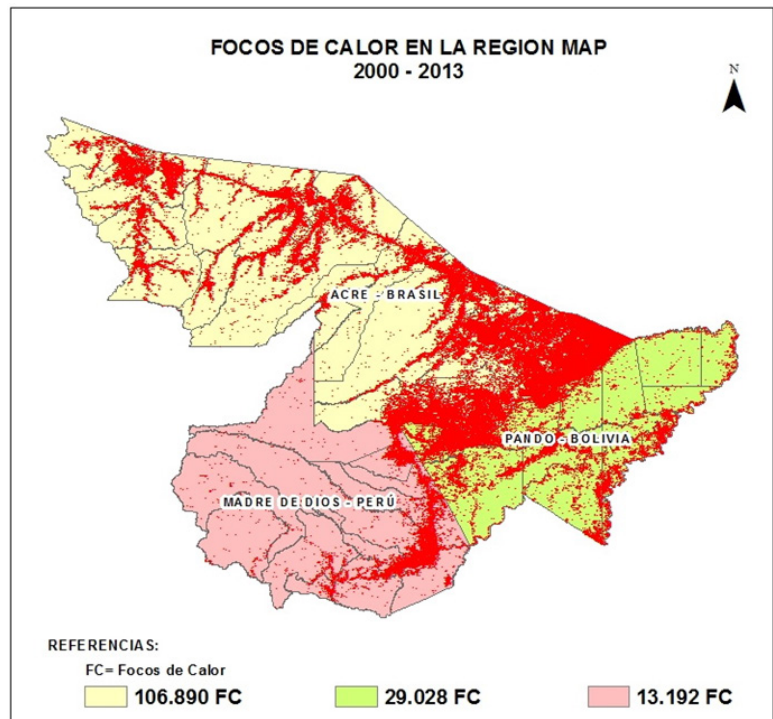 FOCOS DE CALOR EN LA REGION MAP
2000 - 2013
N
ACRE - BRASIL
PANDO - BOLIVIA
MADRE DE DIOS - PERÚ
REFERENCIAS:
FC= Focos de Calor
106.890 FC 29.028 FC 13.192 FC